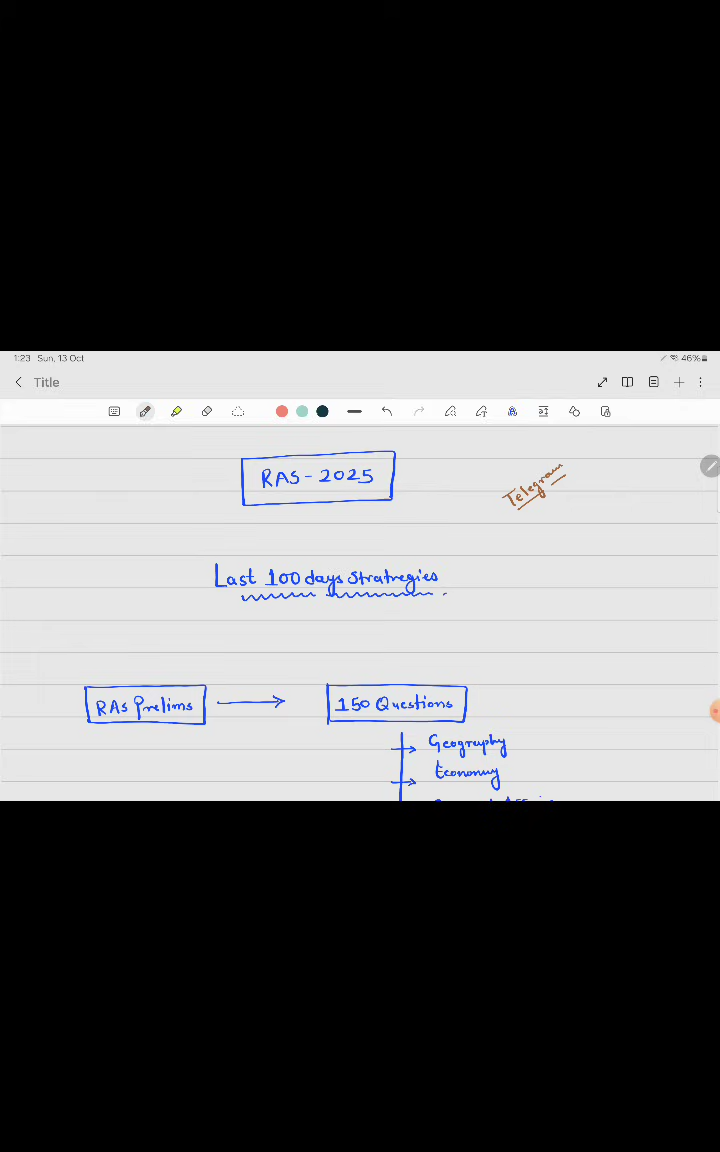 1:23 Sun, 13 Oct
46%
Title
RAS - 2025
Telegram
Last 100 days Stratregies
RAS Prelims
150 Questions
Geography
Economy